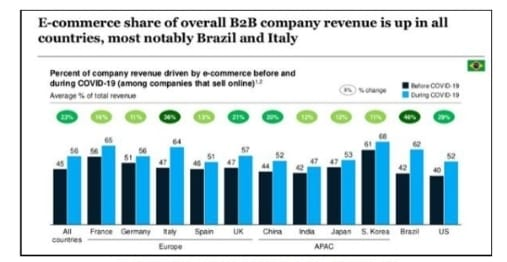 E-commerce share of overall B2B company revenue is up in all
countries, most notably Brazil and Italy
Percent of company revenue driven by e-commerce before and
during COVID-19 (among companies that sell online)1,2
Average % of total revenue
X% % change
Before COVID-19
During COVID-19
23% 16% 11% 36% 13% 21% 20% 12% 12% 11% 46% 29%
45 56 56 65 51 56 47 64 46 51 47 57 44 52 42 47 47 53 61 68 42 62 40 52
All countries France Germany Italy Spain UK China India Japan S. Korea Brazil US
Europe APAC